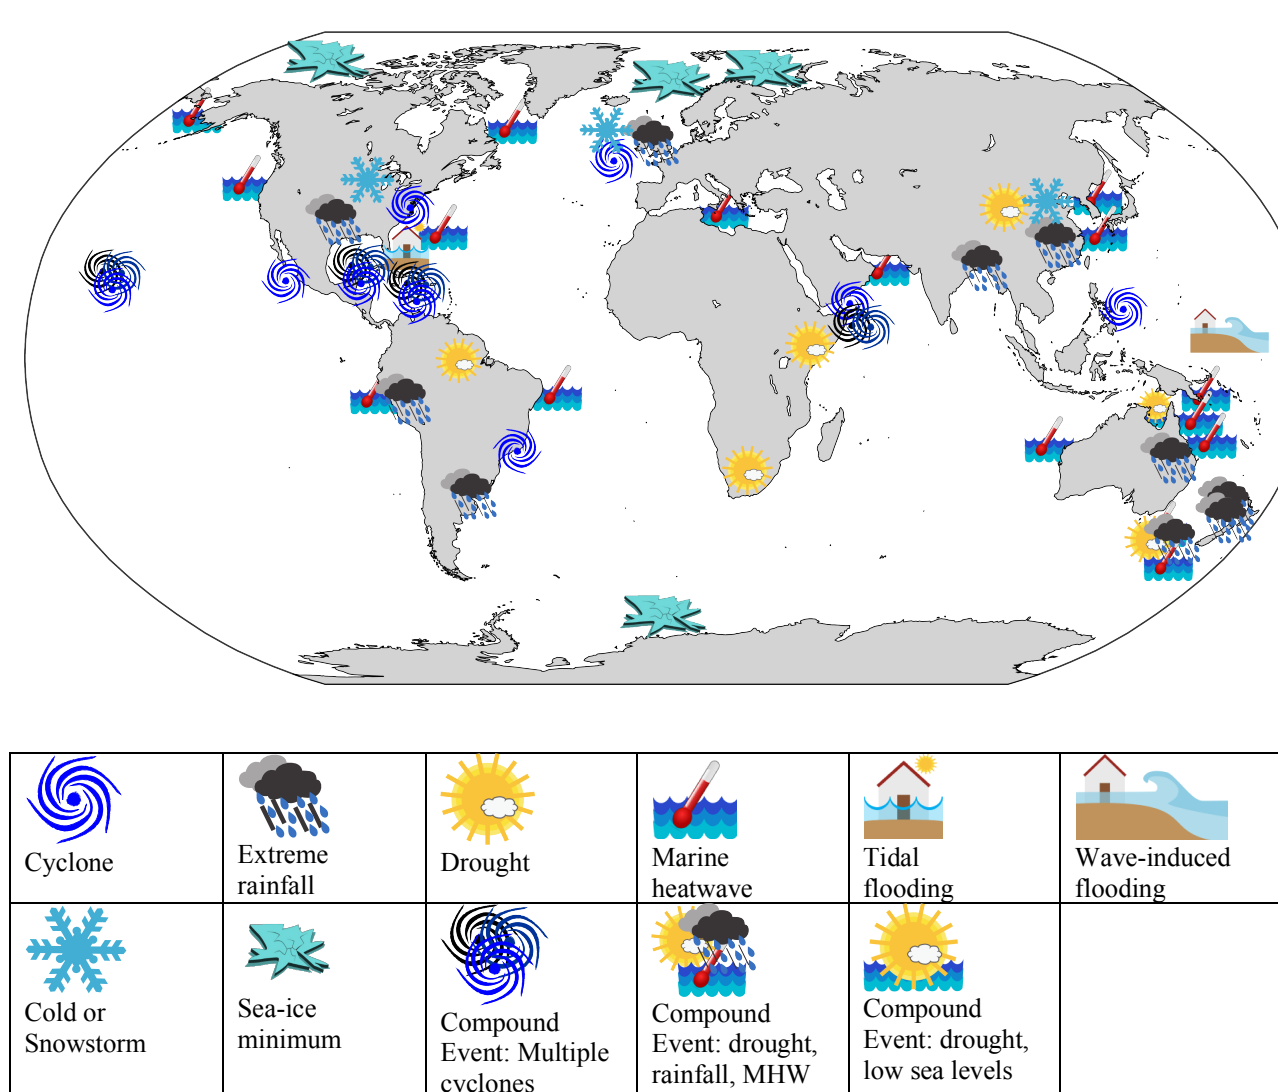 Cyclone
Extreme
rainfall
Drought
Marine
heatwave
Tidal
flooding
Wave-induced
flooding
Cold or
Snowstorm
Sea-ice
minimum
Compound
Event: Multiple
cyclones
Compound
Event: drought,
rainfall, MHW
Compound
Event: drought,
low sea levels